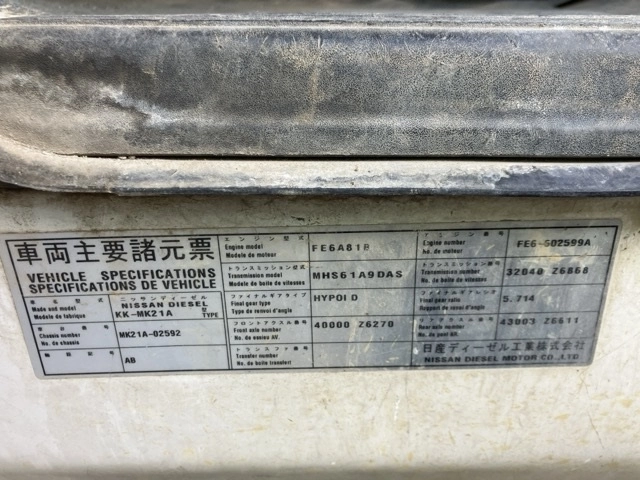 車両主要諸元票
VEHICLE SPECIFICATIONS
SPECIFICATIONS DE VEHICLE
車名型式
Make and model
Modele de fabrique
ニッサンディーゼル
NISSAN DIESEL
KK-MK21A 型 TYPE
車台番号
Chassis number
No. de chassis
MK21A-02592
AB
エンジン型式
Engine model
Modele de moteur
FE6A81B
トランスミッション型式
Transmission model
Modele de boite de vitesses
MHS61A9DAS
ファイナルギアタイプ
Final gear type
Type de renvoi d'angle
HYPOID
フロントアクスル番号
Front axle number
No. de essieu AV.
40000 Z6270
トランスファ番号
Transfer number
No. de boite transfert
エンジン番号
Engine number
No. de moteur
FE6-502599A
トランスミッション番号
Transmission number
No. de boite de vitesses
32040 Z6868
ファイナルギアレシオ
Final gear ratio
Rapport de renvoi d'angle
5.714
リヤアクスル番号
Rear axle number
No. de pont AR.
43003 Z6611
日産ディーゼル工業株式会社
NISSAN DIESEL MOTOR CO.,LTD